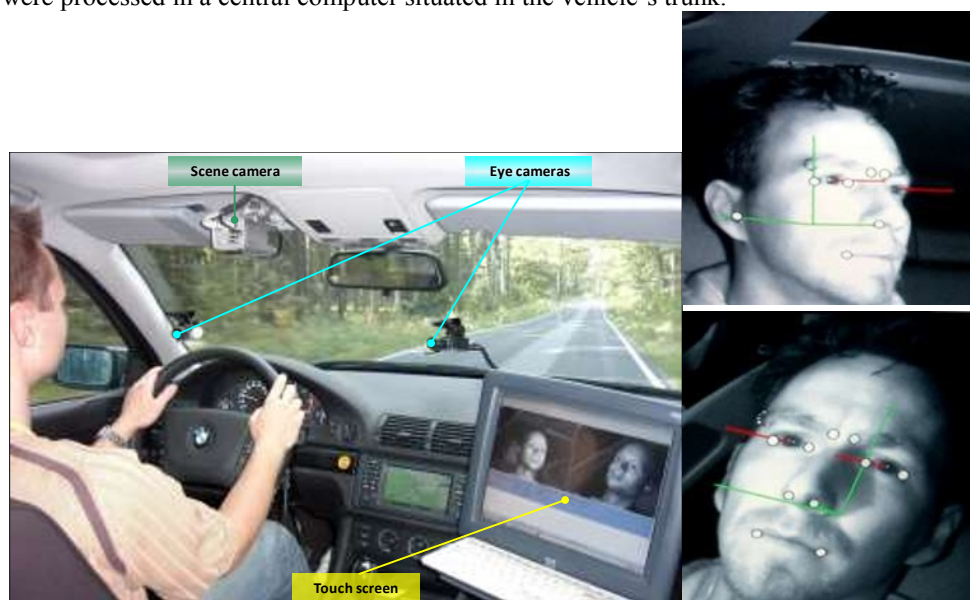 were processed in a central computer situated in the vehicle's trunk.
Scene camera
Eye cameras
Touch screen